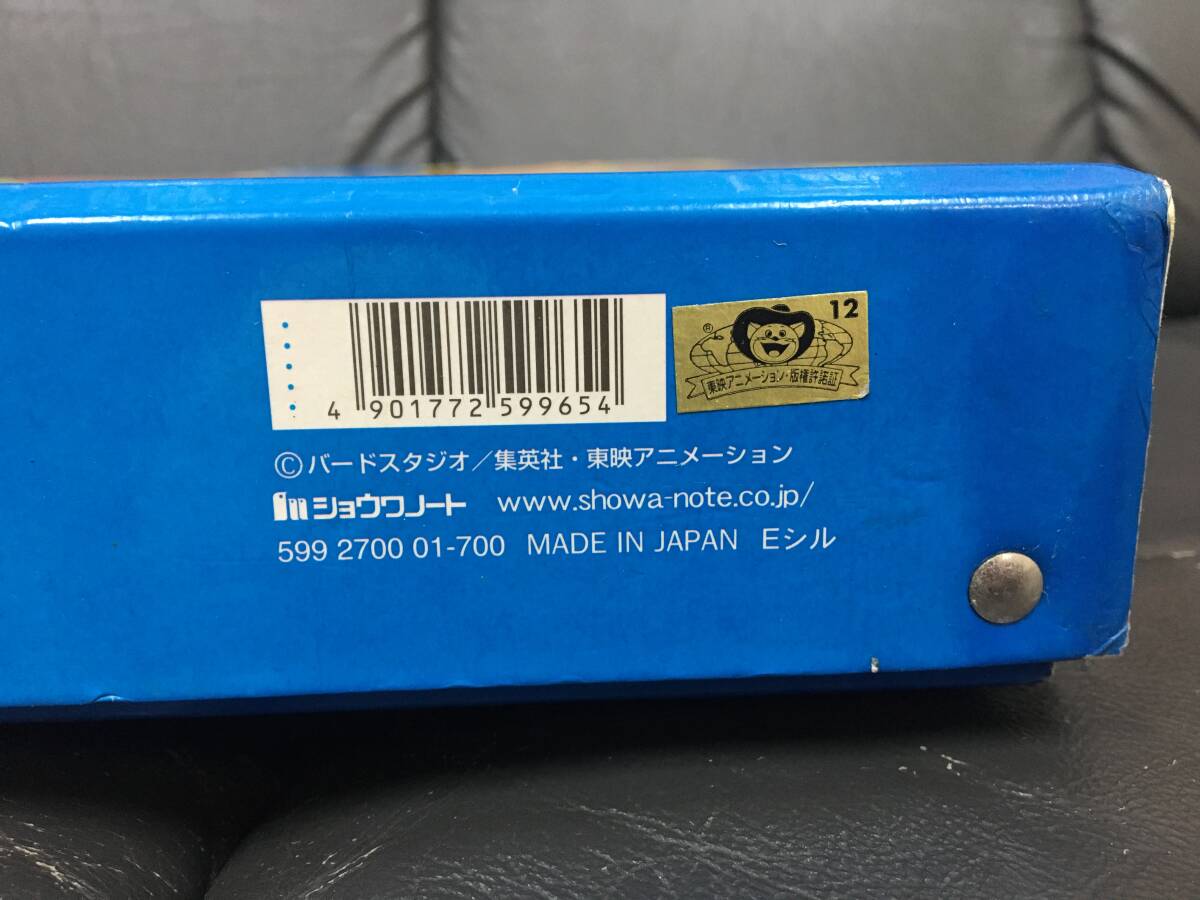 4 901772 599654
12
®
東映アニメーション・版権許諾証
©バードスタジオ／集英社・東映アニメーション
ショウワノート www.showa-note.co.jp/
599 2700 01-700 MADE IN JAPAN Eシル